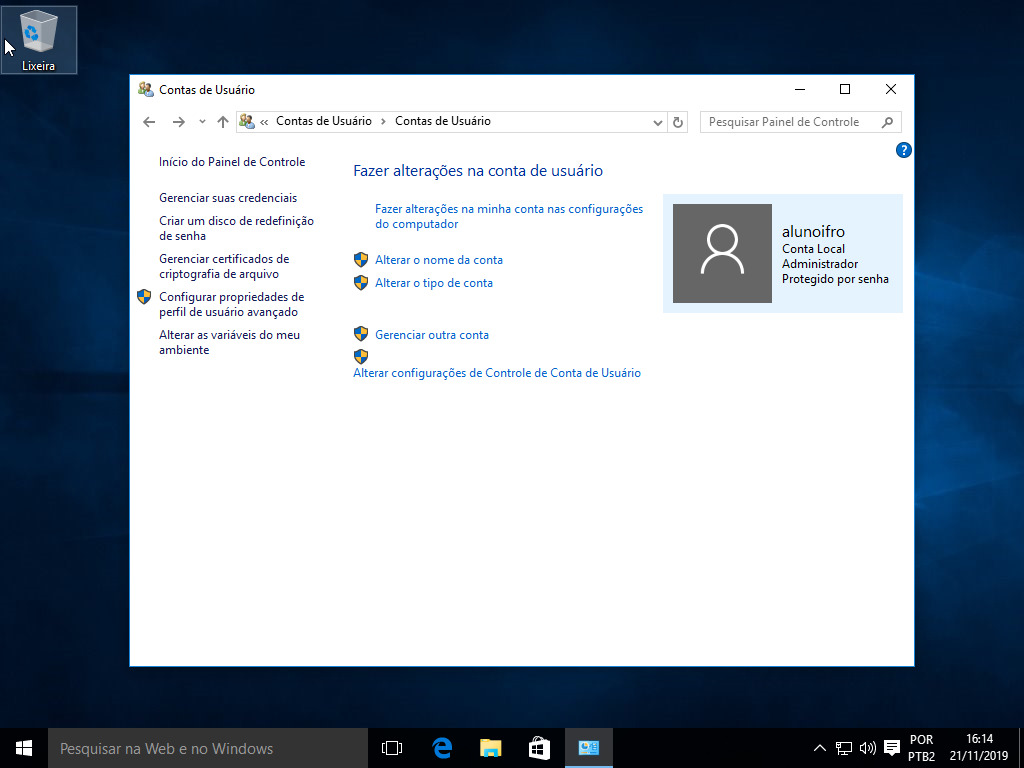 Lixeira
Contas de Usuário
« Contas de Usuário > Contas de Usuário
Pesquisar Painel de Controle
Início do Painel de Controle
Gerenciar suas credenciais
Criar um disco de redefinição
de senha
Gerenciar certificados de
criptografia de arquivo
Configurar propriedades de
perfil de usuário avançado
Alterar as variáveis do meu
ambiente
Fazer alterações na conta de usuário
Fazer alterações na minha conta nas configurações
do computador
Alterar o nome da conta
Alterar o tipo de conta
Gerenciar outra conta
Alterar configurações de Controle de Conta de Usuário
alunoifro
Conta Local
Administrador
Protegido por senha
?
Pesquisar na Web e no Windows
POR
PTB2
16:14
21/11/2019